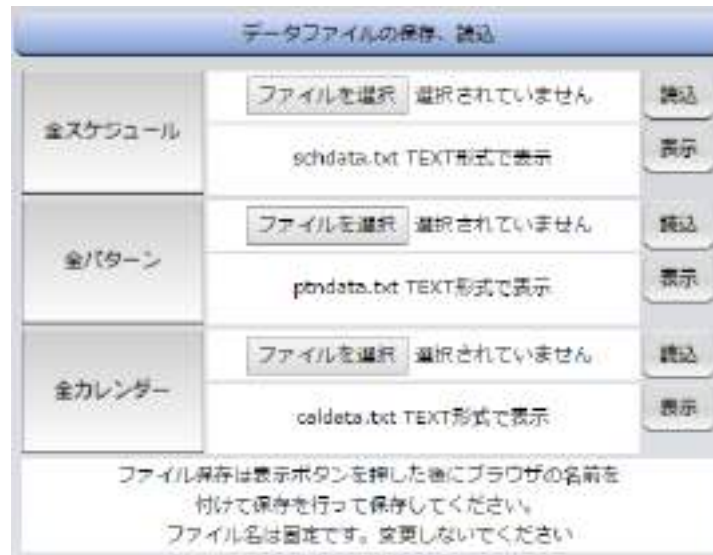 データファイルの保存、読込
全スケジュール
ファイルを選択 選択されていません
読込
schdata.txt TEXT形式で表示
表示
全パターン
ファイルを選択 選択されていません
読込
ptndata.txt TEXT形式で表示
表示
全カレンダー
ファイルを選択 選択されていません
読込
caldata.txt TEXT形式で表示
表示
ファイル保存は表示ボタンを押した後にブラウザの名前を
付けて保存を行って保存してください。
ファイル名は固定です。変更しないでください